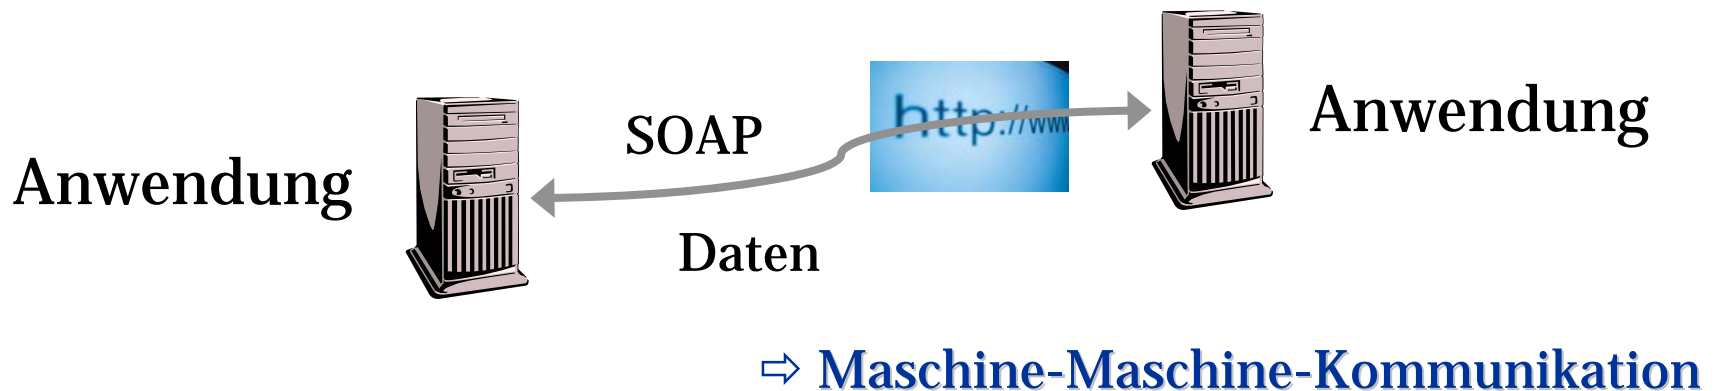 Anwendung
SOAP
http://www
Anwendung
Daten
⇨ Maschine-Maschine-Kommunikation